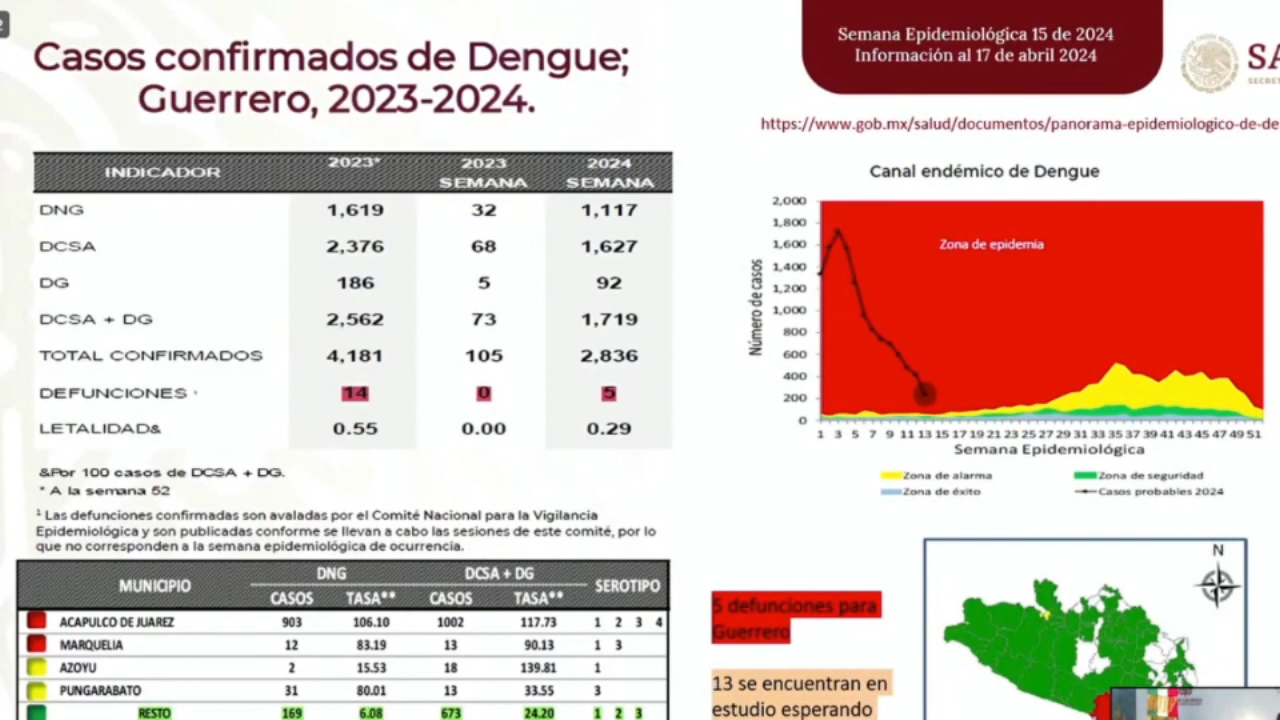 Casos confirmados de Dengue;
Guerrero, 2023-2024.
Semana Epidemiológica 15 de 2024
Información al 17 de abril 2024
https://www.gob.mx/salud/documentos/panorama-epidemiologico-de-de
INDICADOR 2023* 2023 SEMANA 2024 SEMANA
DNG 1,619 32 1,117
DCSA 2,376 68 1,627
DG 186 5 92
DCSA + DG 2,562 73 1,719
TOTAL CONFIRMADOS 4,181 105 2,836
DEFUNCIONES ¹ 14 0 5
LETALIDAD& 0.55 0.00 0.29
&Por 100 casos de DCSA + DG.
* A la semana 52
¹ Las defunciones confirmadas son avaladas por el Comité Nacional para la Vigilancia
Epidemiológica y son publicadas conforme se llevan a cabo las sesiones de este comité, por lo
que no corresponden a la semana epidemiológica de ocurrencia.
MUNICIPIO DNG DCSA + DG SEROTIPO
CASOS TASA** CASOS TASA**
ACAPULCO DE JUAREZ 903 106.10 1002 117.73 1 2 3 4
MARQUELIA 12 83.19 13 90.13 1 3
AZOYU 2 15.53 18 139.81 1
PUNGARABATO 31 80.01 13 33.55 3
RESTO 169 6.08 673 24.20 1 2 3
Canal endémico de Dengue
Número de casos
2,000
1,800
1,600
1,400
1,200
1,000
800
600
400
200
0
Zona de epidemia
1 3 5 7 9 11 13 15 17 19 21 23 25 27 29 31 33 35 37 39 41 43 45 47 49 51
Semana Epidemiológica
Zona de alarma Zona de seguridad
Zona de éxito Casos probables 2024
5 defunciones para
Guerrero
13 se encuentran en
estudio esperando
N